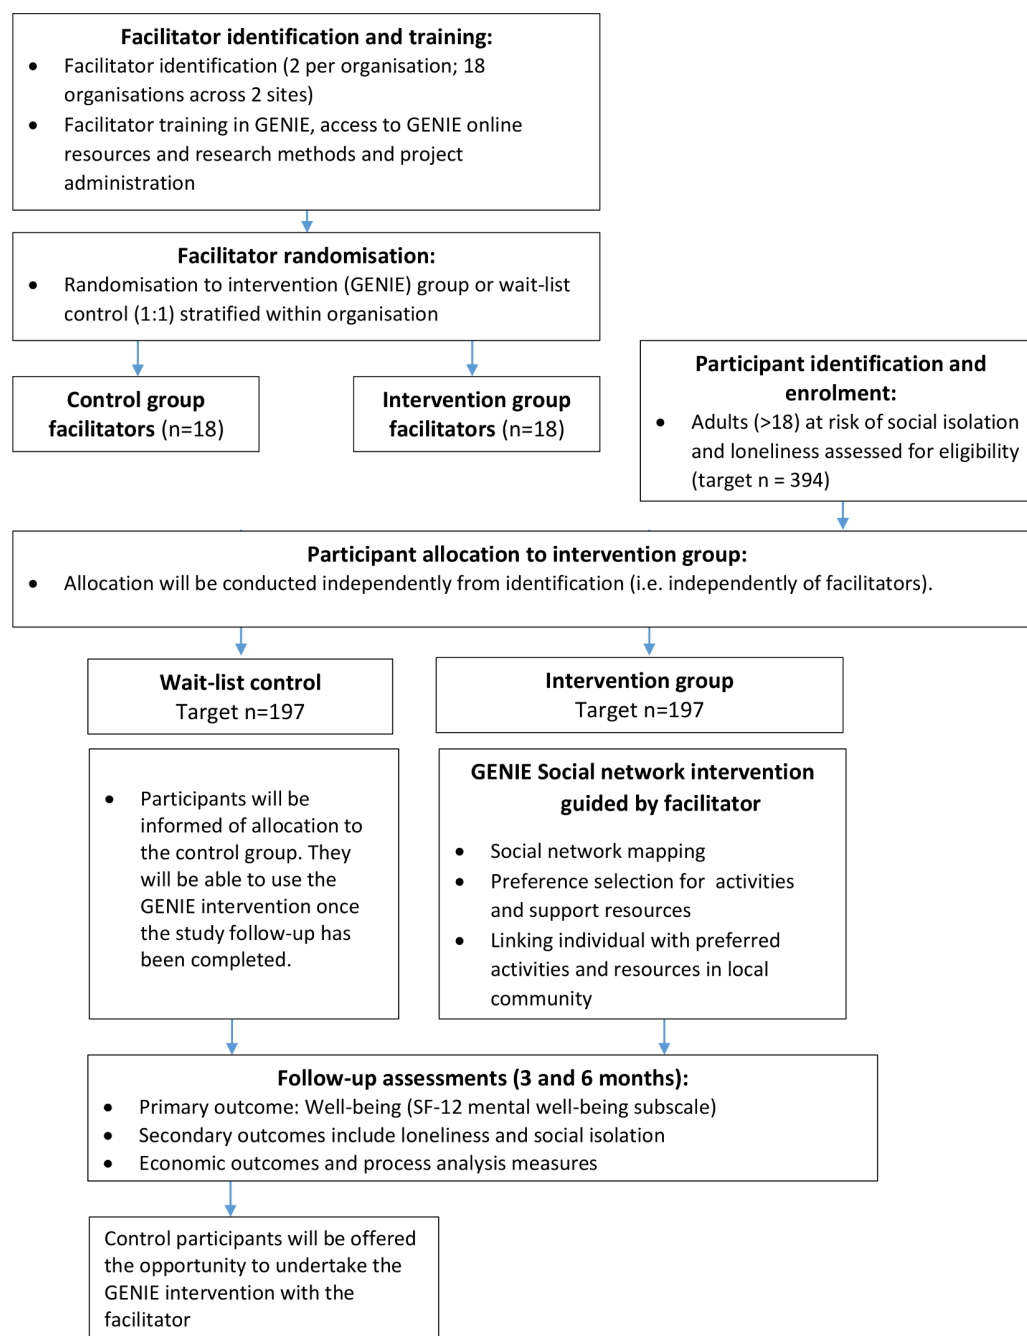 Facilitator identification and training:
• Facilitator identification (2 per organisation; 18
organisations across 2 sites)
• Facilitator training in GENIE, access to GENIE online
resources and research methods and project
administration
Facilitator randomisation:
• Randomisation to intervention (GENIE) group or wait-list
control (1:1) stratified within organisation
Control group
facilitators (n=18)
Intervention group
facilitators (n=18)
Participant identification and
enrolment:
• Adults (>18) at risk of social isolation
and loneliness assessed for eligibility
(target n = 394)
Participant allocation to intervention group:
• Allocation will be conducted independently from identification (i.e. independently of facilitators).
Wait-list control
Target n=197
Intervention group
Target n=197
• Participants will be
informed of allocation to
the control group. They
will be able to use the
GENIE intervention once
the study follow-up has
been completed.
GENIE Social network intervention
guided by facilitator
• Social network mapping
• Preference selection for activities
and support resources
• Linking individual with preferred
activities and resources in local
community
Follow-up assessments (3 and 6 months):
• Primary outcome: Well-being (SF-12 mental well-being subscale)
• Secondary outcomes include loneliness and social isolation
• Economic outcomes and process analysis measures
Control participants will be offered
the opportunity to undertake the
GENIE intervention with the
facilitator